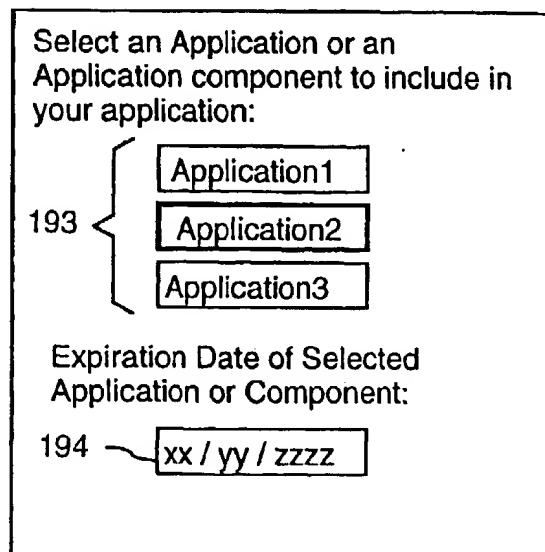 Select an Application or an
Application component to include in
your application:
Application1
193
Application2
Application3
Expiration Date of Selected
Application or Component:
194
xx / yy / zzzz